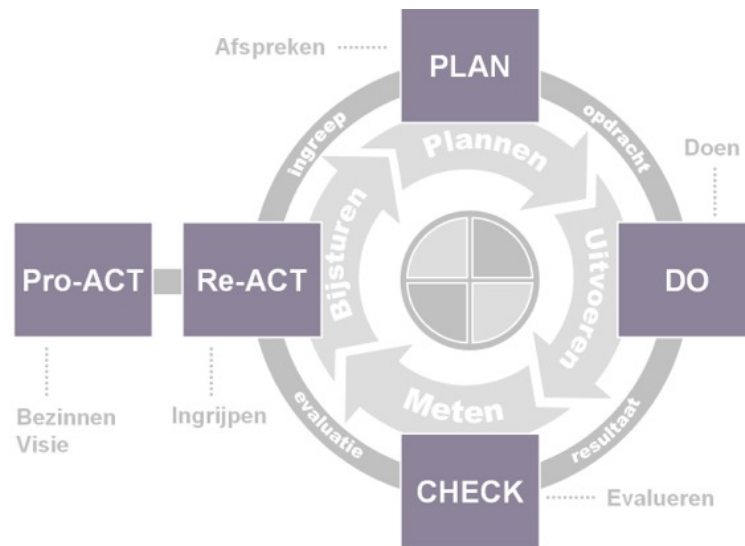 Afspreken
PLAN
ingreep
opdracht
Plannen
Doen
Bijsturen
Uitvoeren
Pro-ACT
Re-ACT
DO
Bezinnen
Visie
Ingrijpen
evaluatie
Meten
resultaat
CHECK
Evalueren